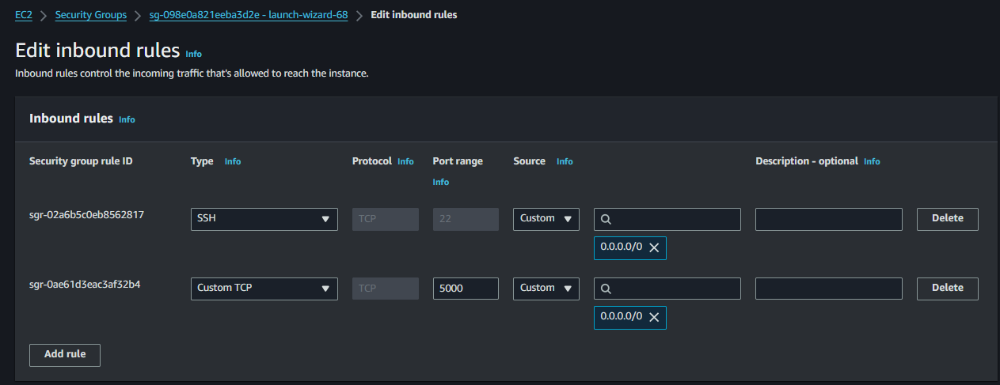 EC2 > Security Groups > sg-098e0a821eeba3d2e - launch-wizard-68 > Edit inbound rules
Edit inbound rules Info
Inbound rules control the incoming traffic that's allowed to reach the instance.
Inbound rules Info
Security group rule ID Type Info Protocol Info Port range Source Info Description - optional Info
Info
sgr-02a6b5c0eb8562817 SSH TCP 22 Custom Delete
0.0.0.0/0
sgr-0ae61d3eac3af32b4 Custom TCP TCP 5000 Custom Delete
0.0.0.0/0
Add rule